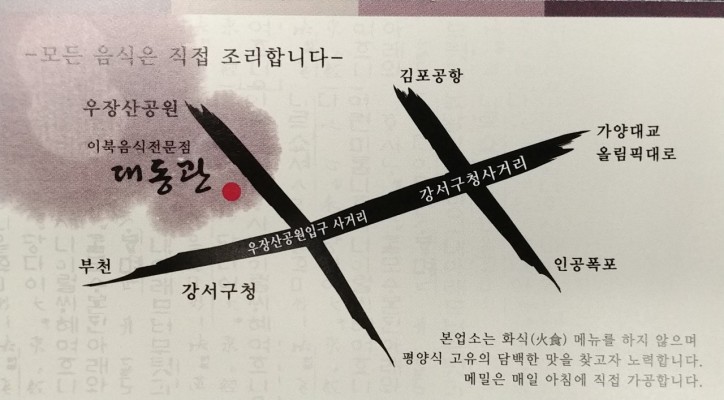 -모든 음식은 직접 조리합니다-
김포공항
우장산공원
가양대교
올림픽대로
이북음식전문점
대동관
강서구청사거리
우장산공원입구 사거리
부천
강서구청
인공폭포
본업소는 화식(火食) 메뉴를 하지 않으며
평양식 고유의 담백한 맛을 찾고자 노력합니다.
메밀은 매일 아침에 직접 가공합니다.